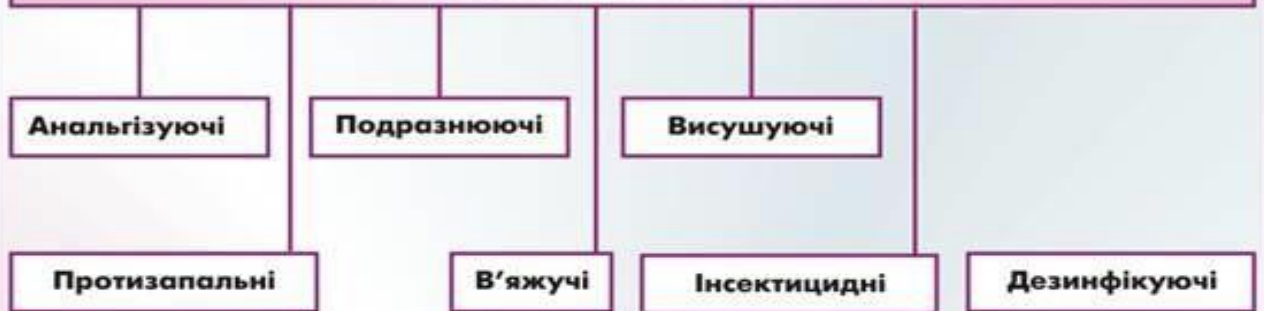 Анальгізуючі Подразнюючі Висушуючі
Протизапальні В'яжучі Інсектицидні Дезинфікуючі